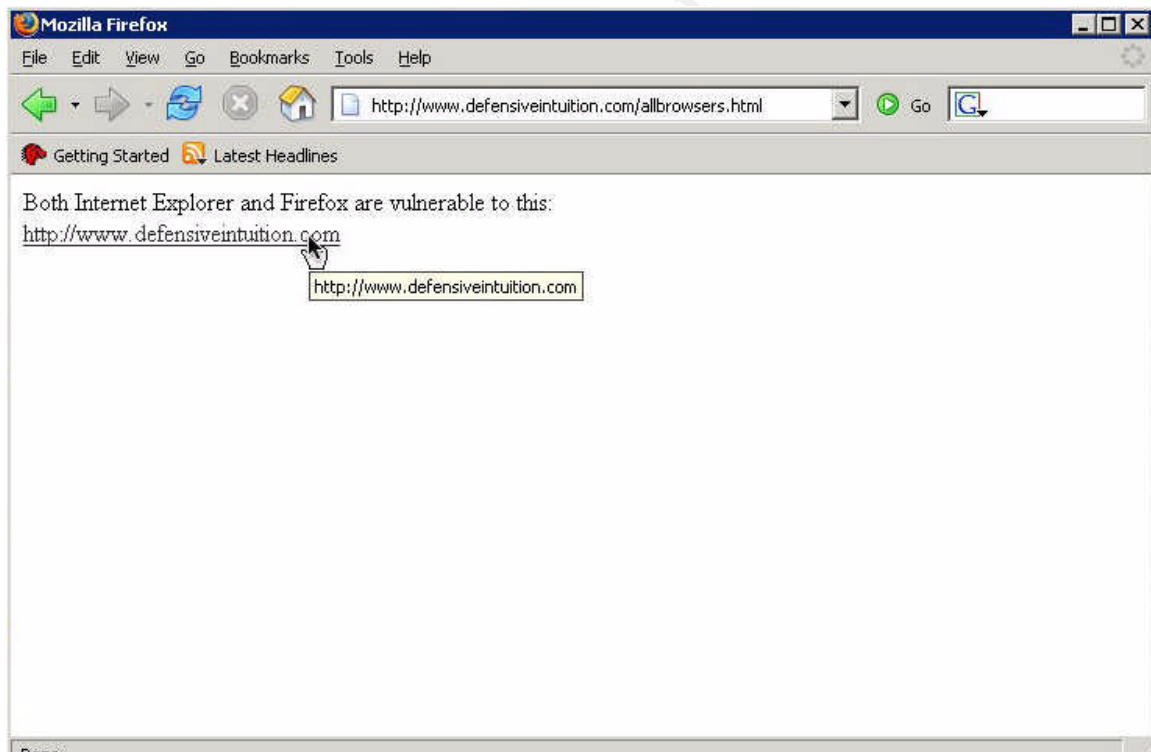 Mozilla Firefox
File Edit View Go Bookmarks Tools Help
http://www.defensiveintuition.com/allbrowsers.html Go G
Getting Started Latest Headlines
Both Internet Explorer and Firefox are vulnerable to this:
http://www.defensiveintuition.com
http://www.defensiveintuition.com